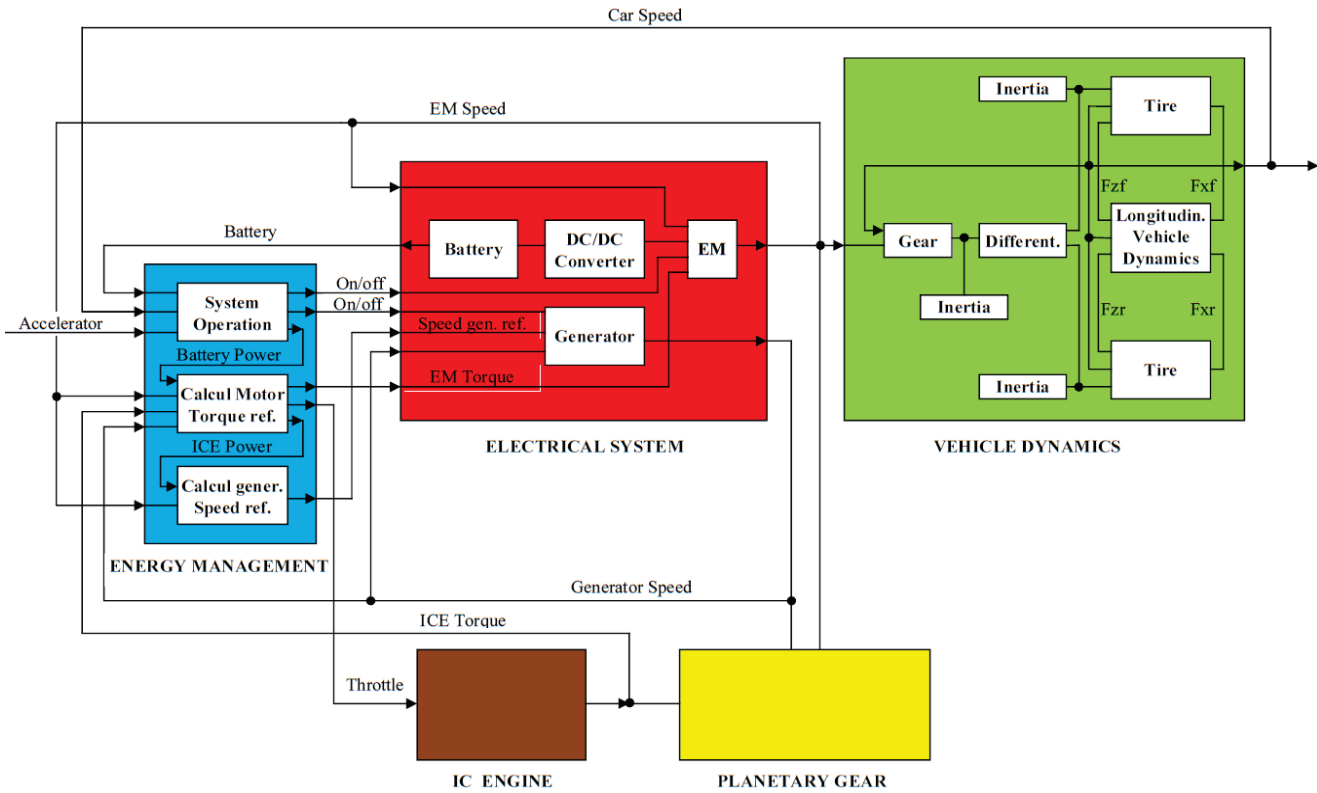 Car Speed
EM Speed
Inertia
Tire
Fzf
Fxf
Battery
Battery
DC/DC
Converter
EM
Gear
Different.
Longitudin.
Vehicle
Dynamics
On/off
On/off
System
Operation
Inertia
Accelerator
Speed gen. ref.
Generator
Fzr
Fxr
Battery Power
EM Torque
Calcul Motor
Torque ref.
Inertia
Tire
ICE Power
ELECTRICAL SYSTEM
VEHICLE DYNAMICS
Calcul gener.
Speed ref.
ENERGY MANAGEMENT
Generator Speed
ICE Torque
Throttle
IC ENGINE
PLANETARY GEAR